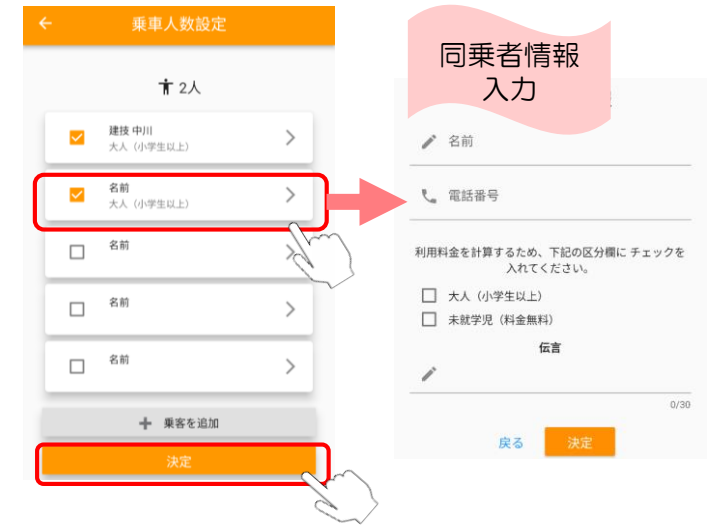 乗車人数設定
2人
建技 中川
大人（小学生以上）
名前
大人（小学生以上）
名前
名前
名前
乗客を追加
決定
同乗者情報
入力
名前
電話番号
利用料金を計算するため、下記の区分欄に チェックを
入れてください。
大人（小学生以上）
未就学児（料金無料）
伝言
0/30
戻る
決定